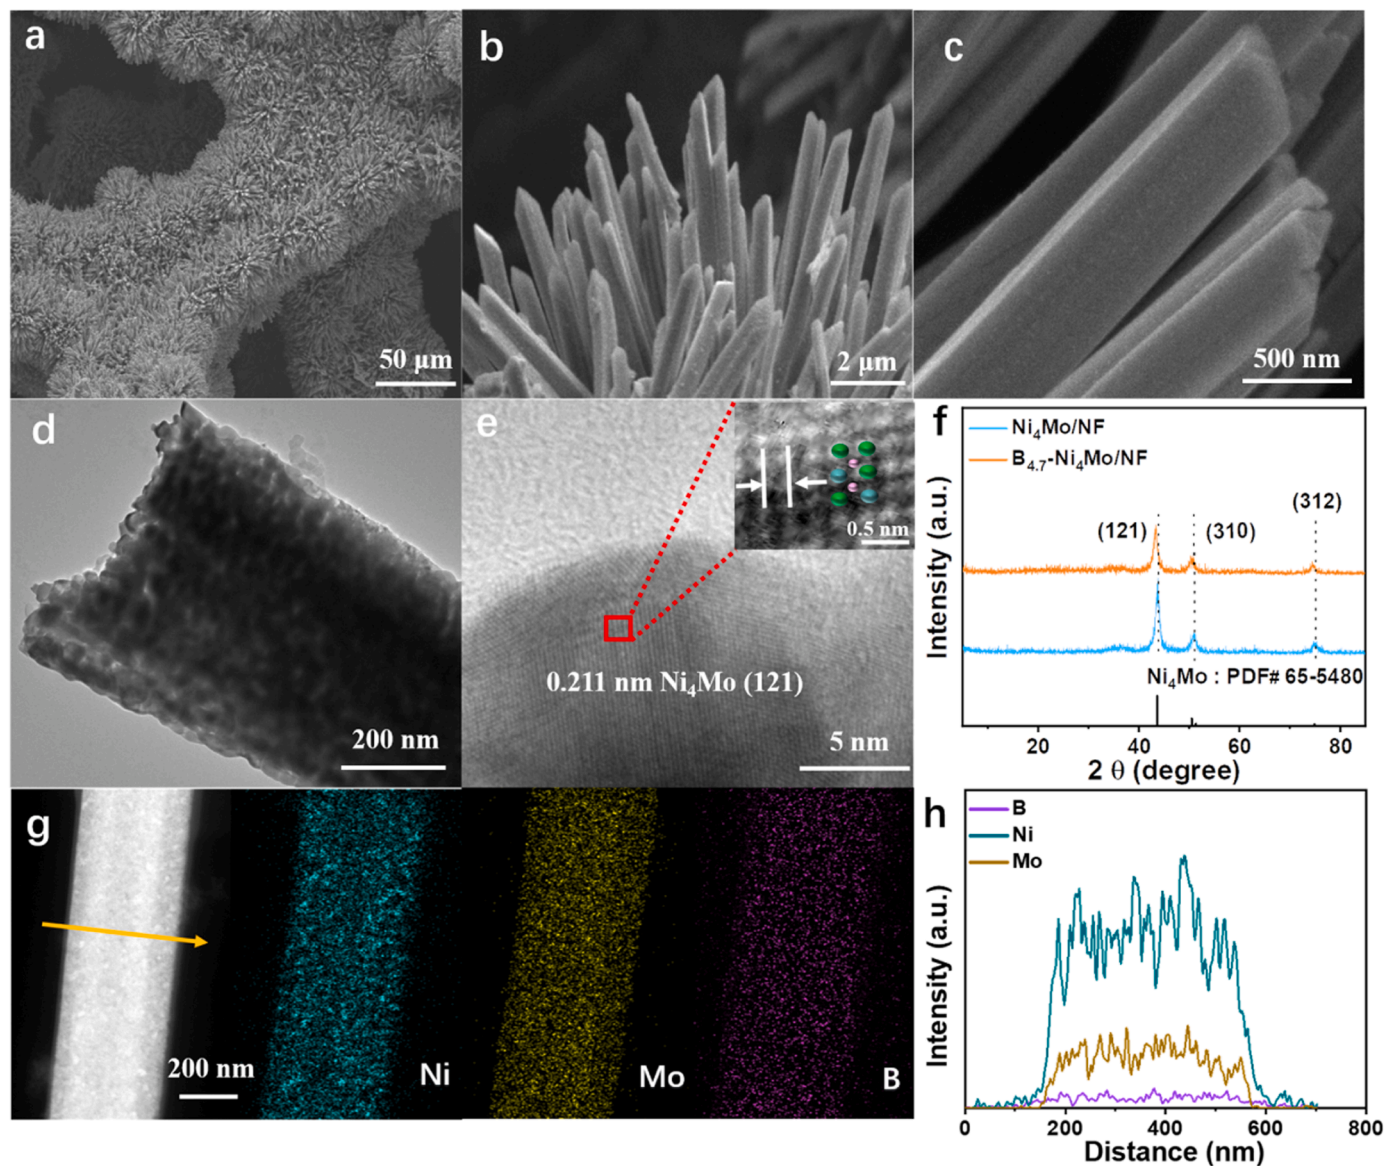 a
50 μm
b
2 μm
c
500 nm
d
200 nm
e
0.5 nm
0.211 nm Ni₄Mo (121)
5 nm
f
Ni₄Mo/NF
B₄.₇-Ni₄Mo/NF
(121)
(310)
(312)
Ni₄Mo : PDF# 65-5480
Intensity (a.u.)
20 40 60 80
2 θ (degree)
g
200 nm
Ni
Mo
B
h
B
Ni
Mo
Intensity (a.u.)
0 200 400 600 800
Distance (nm)